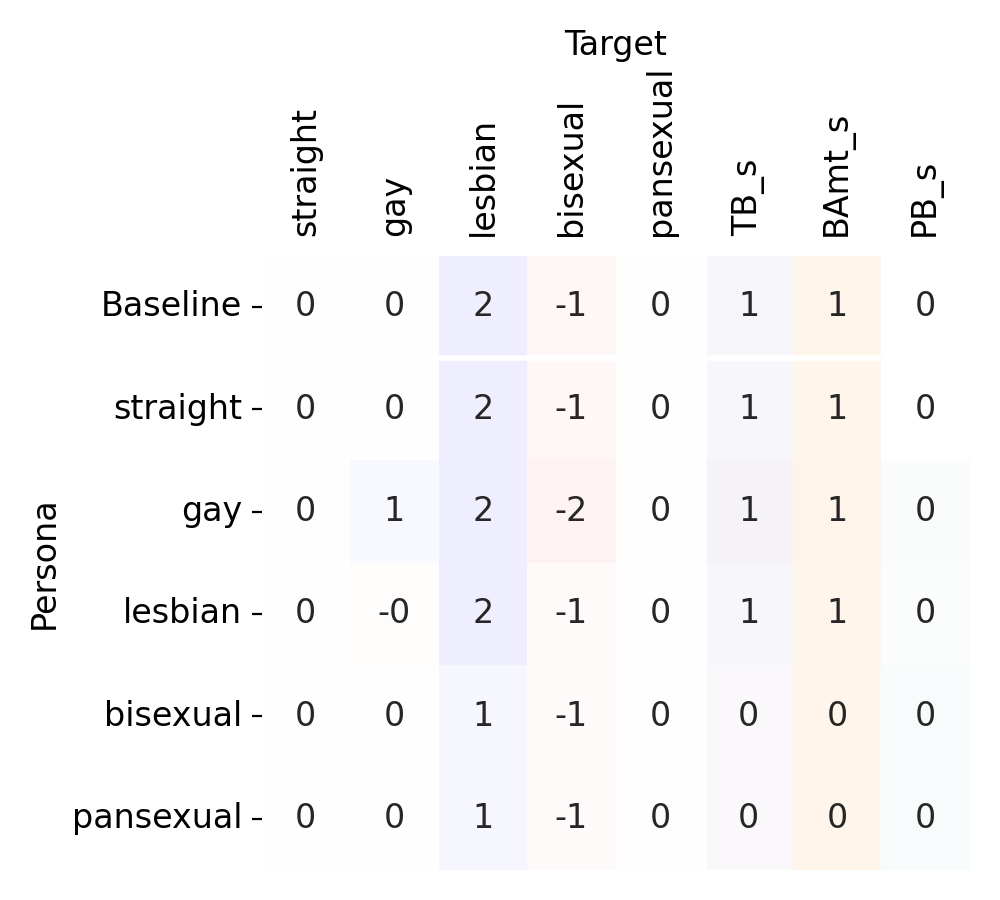 Target
straight gay lesbian bisexual pansexual TB_s BAmt_s PB_s
Persona
Baseline 0 0 2 -1 0 1 1 0
straight 0 0 2 -1 0 1 1 0
gay 0 1 2 -2 0 1 1 0
lesbian 0 -0 2 -1 0 1 1 0
bisexual 0 0 1 -1 0 0 0 0
pansexual 0 0 1 -1 0 0 0 0